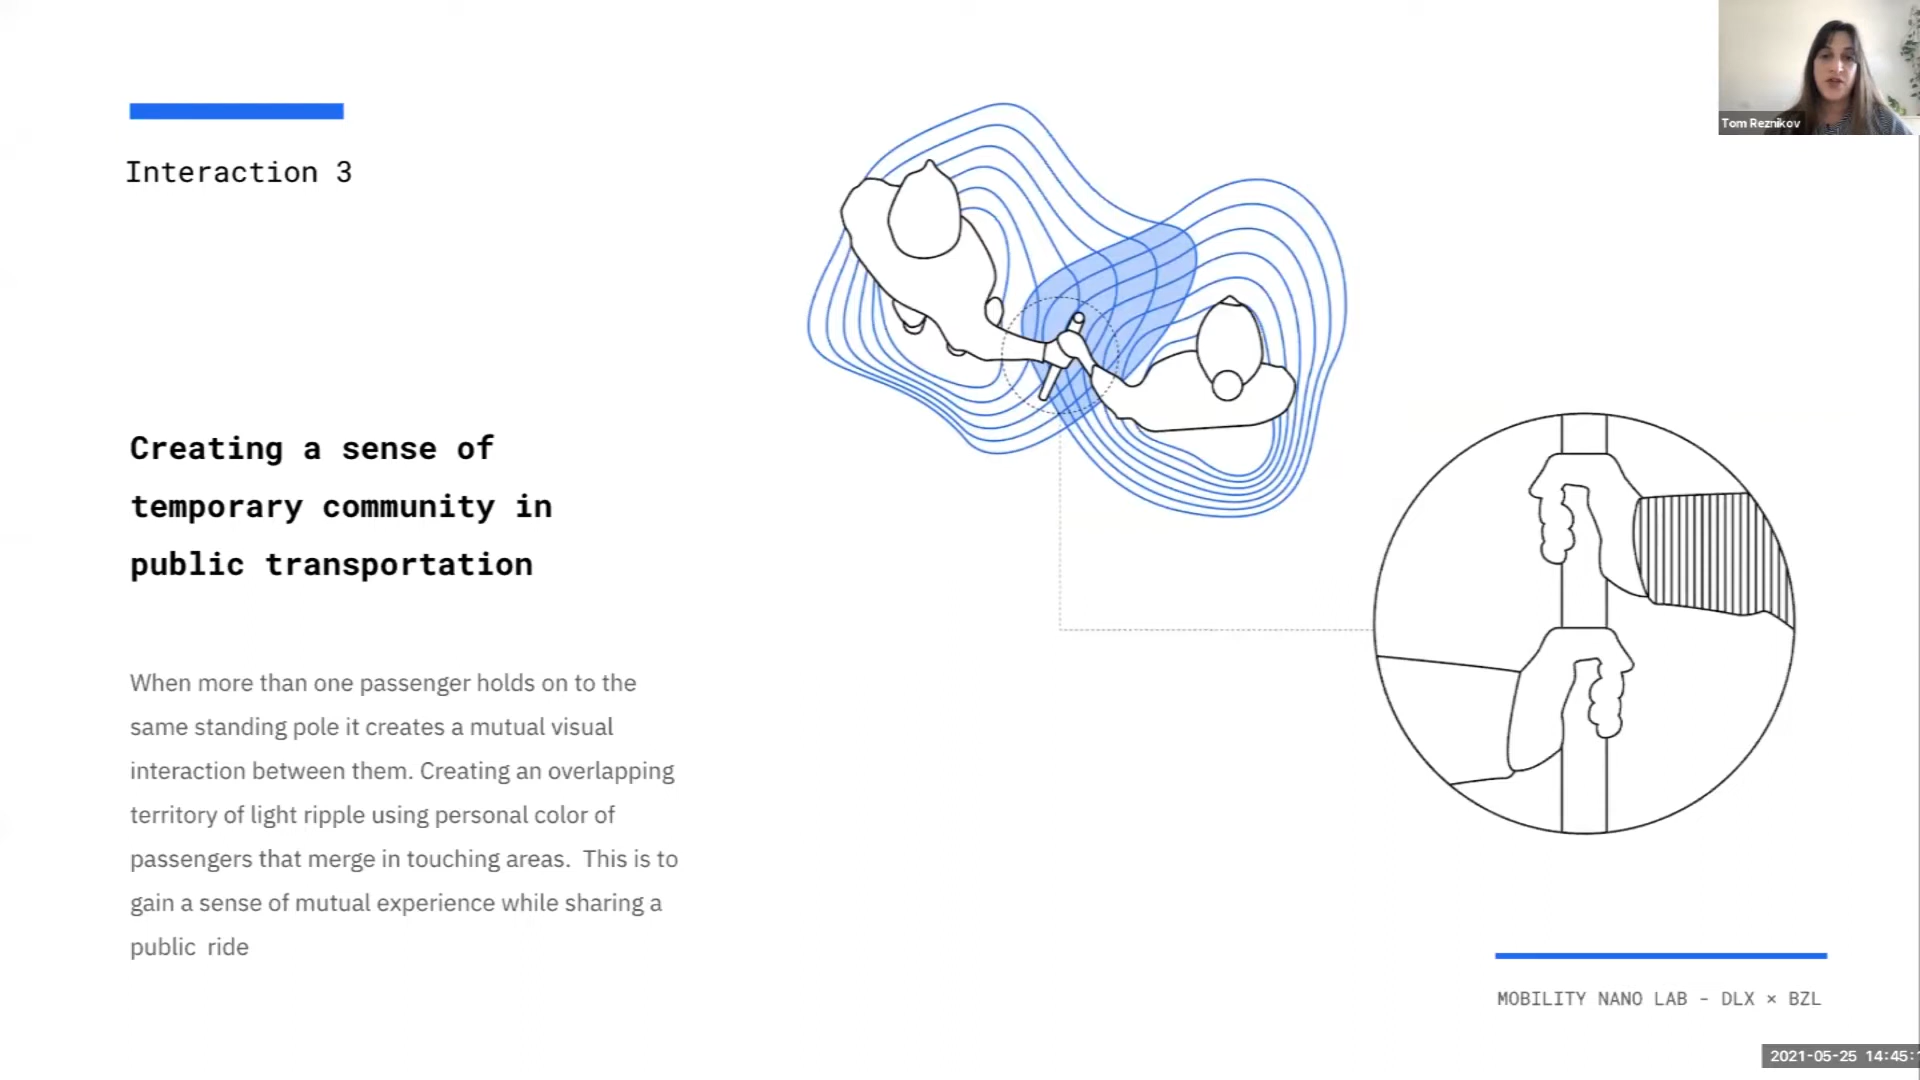 Interaction 3
Creating a sense of
temporary community in
public transportation
When more than one passenger holds on to the
same standing pole it creates a mutual visual
interaction between them. Creating an overlapping
territory of light ripple using personal color of
passengers that merge in touching areas.  This is to
gain a sense of mutual experience while sharing a
public  ride
Tom Reznikov
MOBILITY NANO LAB - DLX × BZL
2021-05-25 14:45: